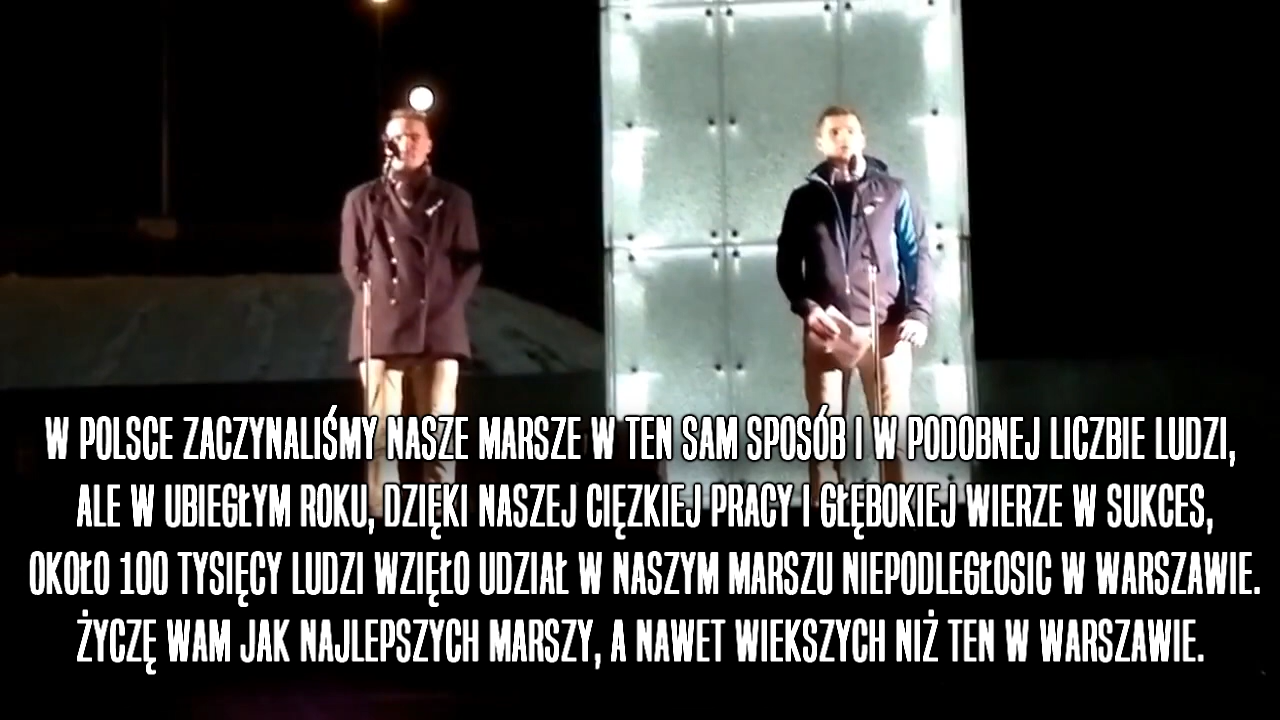 W POLSCE ZACZYNALIŚMY NASZE MARSZE W TEN SAM SPOSÓB I W PODOBNEJ LICZBIE LUDZI,
ALE W UBIEGŁYM ROKU, DZIĘKI NASZEJ CIĘZKIEJ PRACY I GŁĘBOKIEJ WIERZE W SUKCES,
OKOŁO 100 TYSIĘCY LUDZI WZIĘŁO UDZIAŁ W NASZYM MARSZU NIEPODLEGŁOSIC W WARSZAWIE.
ŻYCZĘ WAM JAK NAJLEPSZYCH MARSZY, A NAWET WIEKSZYCH NIŻ TEN W WARSZAWIE.